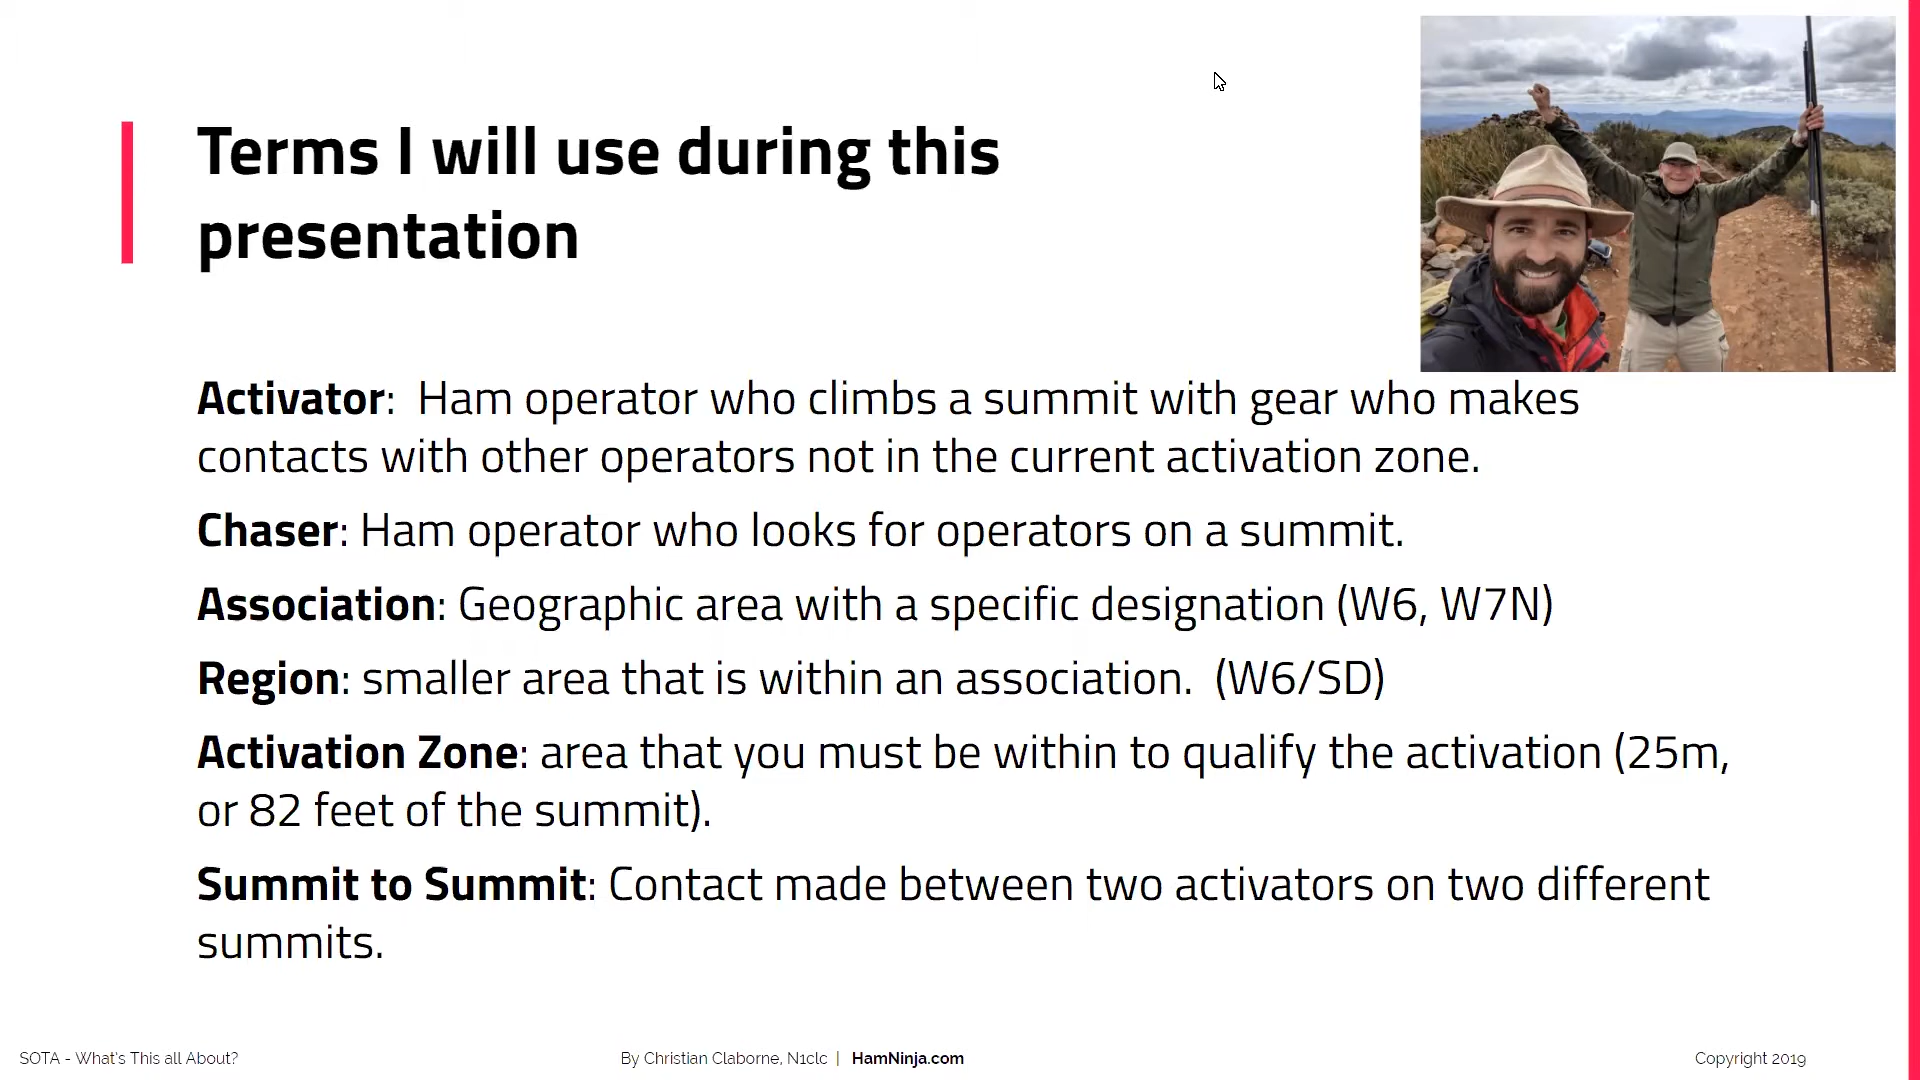 Terms I will use during this
presentation
Activator:  Ham operator who climbs a summit with gear who makes
contacts with other operators not in the current activation zone.
Chaser: Ham operator who looks for operators on a summit.
Association: Geographic area with a specific designation (W6, W7N)
Region: smaller area that is within an association.  (W6/SD)
Activation Zone: area that you must be within to qualify the activation (25m,
or 82 feet of the summit).
Summit to Summit: Contact made between two activators on two different
summits.
SOTA - What's This all About?
By Christian Claborne, N1clc | HamNinja.com
Copyright 2019